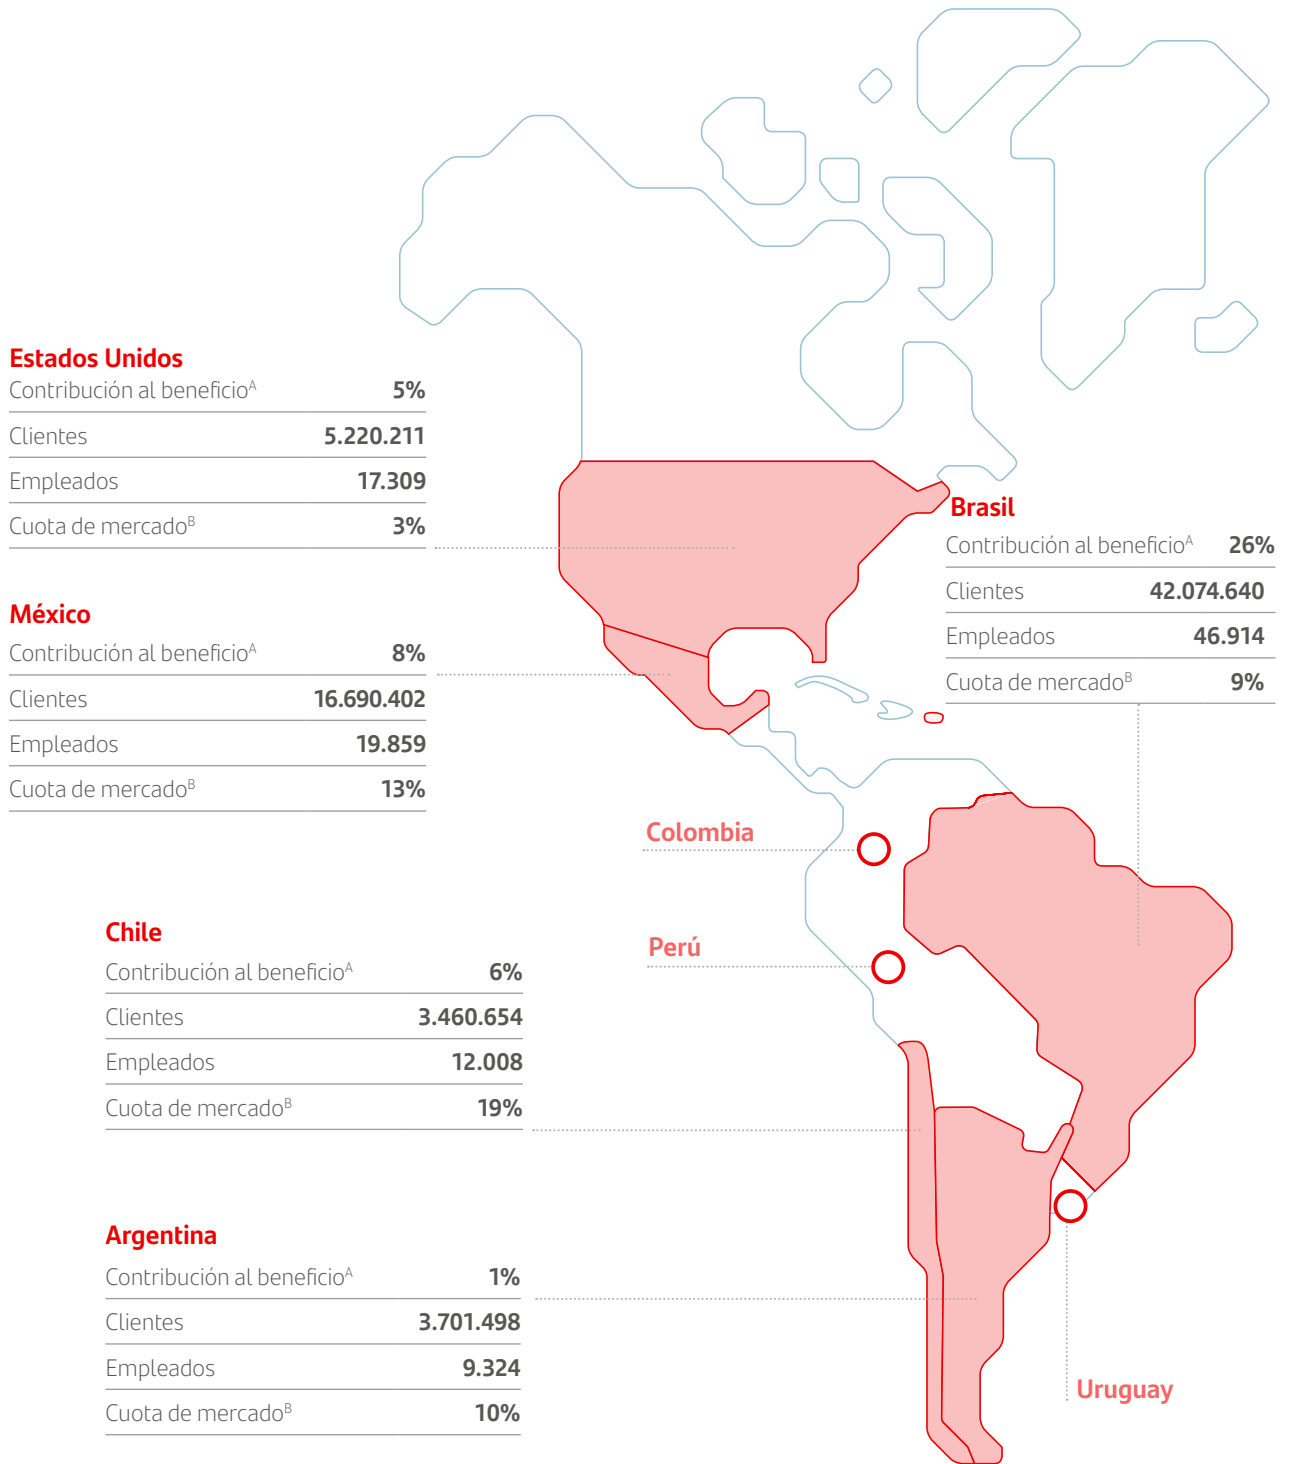 Estados Unidos
Contribución al beneficioA 5%
Clientes 5.220.211
Empleados 17.309
Cuota de mercadoB 3%
Brasil
Contribución al beneficioA 26%
Clientes 42.074.640
Empleados 46.914
Cuota de mercadoB 9%
México
Contribución al beneficioA 8%
Clientes 16.690.402
Empleados 19.859
Cuota de mercadoB 13%
Colombia
Perú
Chile
Contribución al beneficioA 6%
Clientes 3.460.654
Empleados 12.008
Cuota de mercadoB 19%
Argentina
Contribución al beneficioA 1%
Clientes 3.701.498
Empleados 9.324
Cuota de mercadoB 10%
Uruguay